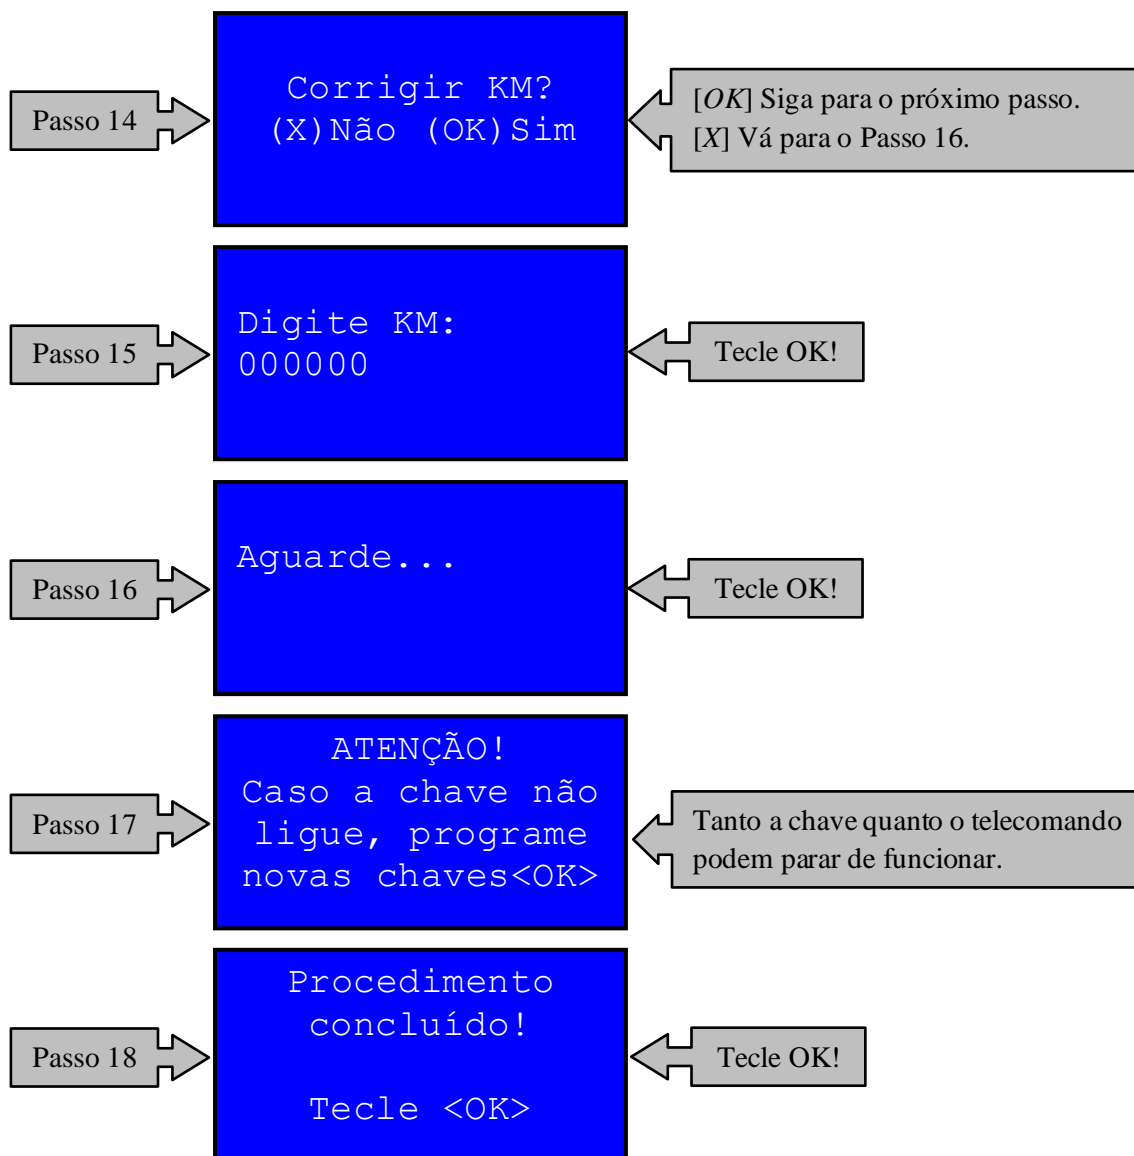 Passo 14
Corrigir KM?
(X)Não (OK)Sim
[OK] Siga para o próximo passo.
[X] Vá para o Passo 16.
Passo 15
Digite KM:
000000
Tecle OK!
Passo 16
Aguarde...
Tecle OK!
Passo 17
ATENÇÃO!
Caso a chave não
ligue, programe
novas chaves<OK>
Tanto a chave quanto o telecomando
podem parar de funcionar.
Passo 18
Procedimento
concluído!
Tecle <OK>
Tecle OK!